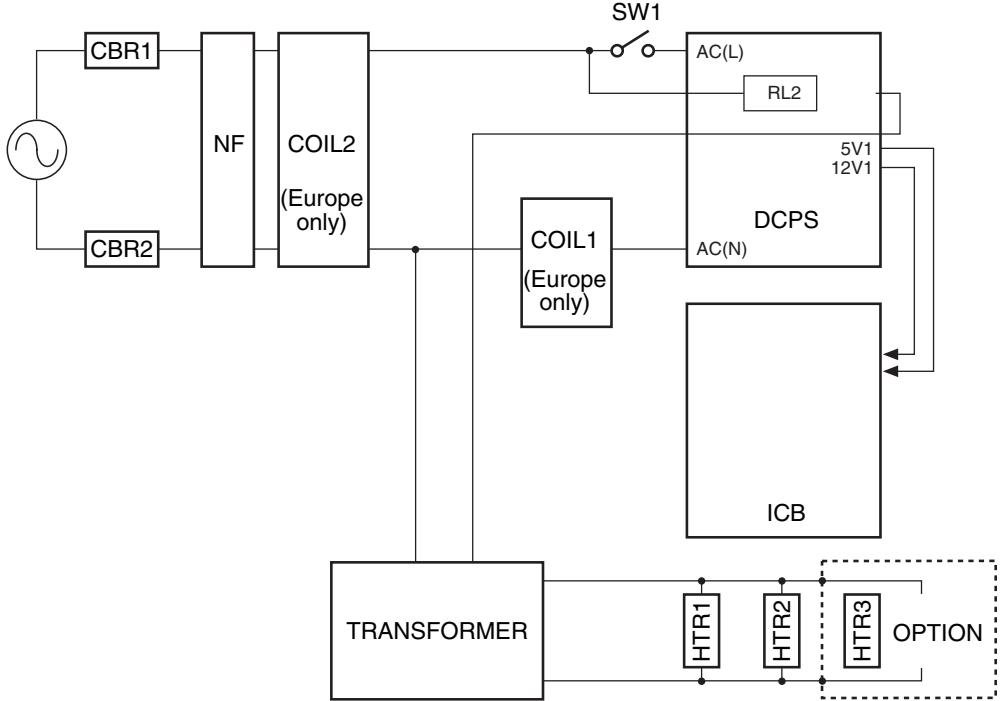 SW1
CBR1
AC(L)
RL2
NF
COIL2
5V1
12V1
(Europe
only)
DCPS
CBR2
COIL1
AC(N)
(Europe
only)
ICB
TRANSFORMER
HTR1
HTR2
HTR3
OPTION